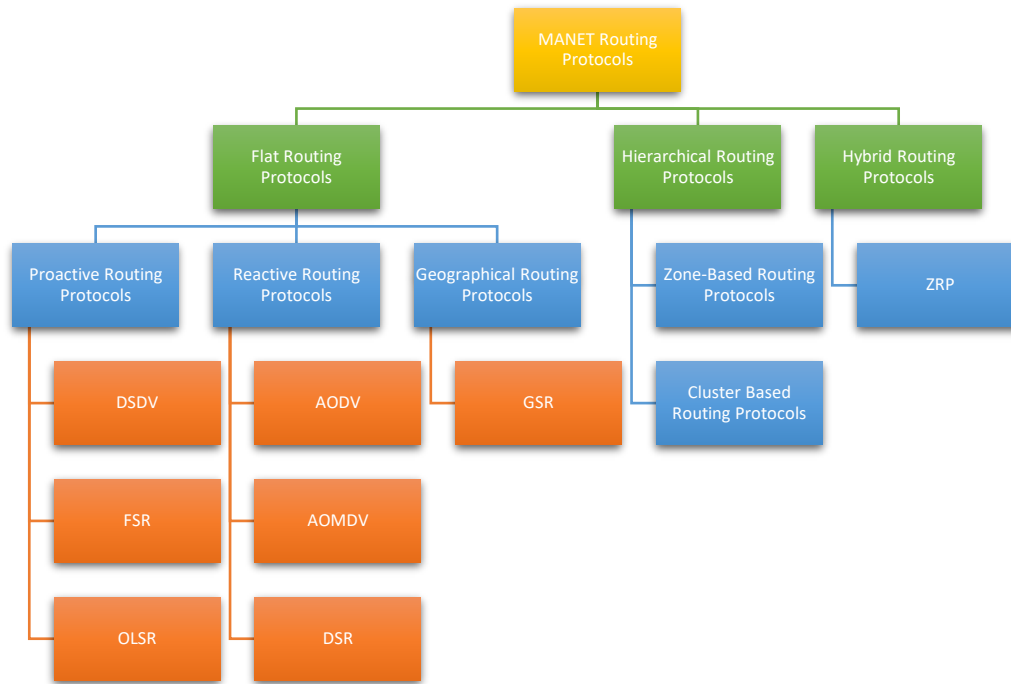 MANET Routing
Protocols
Flat Routing
Protocols
Hierarchical Routing
Protocols
Hybrid Routing
Protocols
Proactive Routing
Protocols
Reactive Routing
Protocols
Geographical Routing
Protocols
Zone-Based Routing
Protocols
ZRP
DSDV
AODV
GSR
Cluster Based
Routing Protocols
FSR
AOMDV
OLSR
DSR